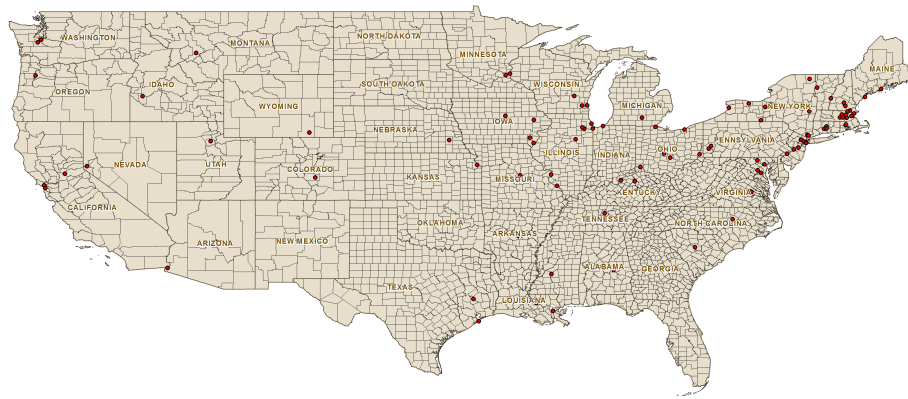 WASHINGTON
MONTANA
NORTH DAKOTA
MINNESOTA
MAINE
OREGON
IDAHO
WYOMING
SOUTH DAKOTA
WISCONSIN
MICHIGAN
NEW YORK
NEVADA
UTAH
COLORADO
NEBRASKA
IOWA
ILLINOIS
INDIANA
OHIO
PENNSYLVANIA
CALIFORNIA
KANSAS
MISSOURI
KENTUCKY
VIRGINIA
ARIZONA
NEW MEXICO
OKLAHOMA
ARKANSAS
TENNESSEE
NORTH CAROLINA
TEXAS
LOUISIANA
ALABAMA
GEORGIA